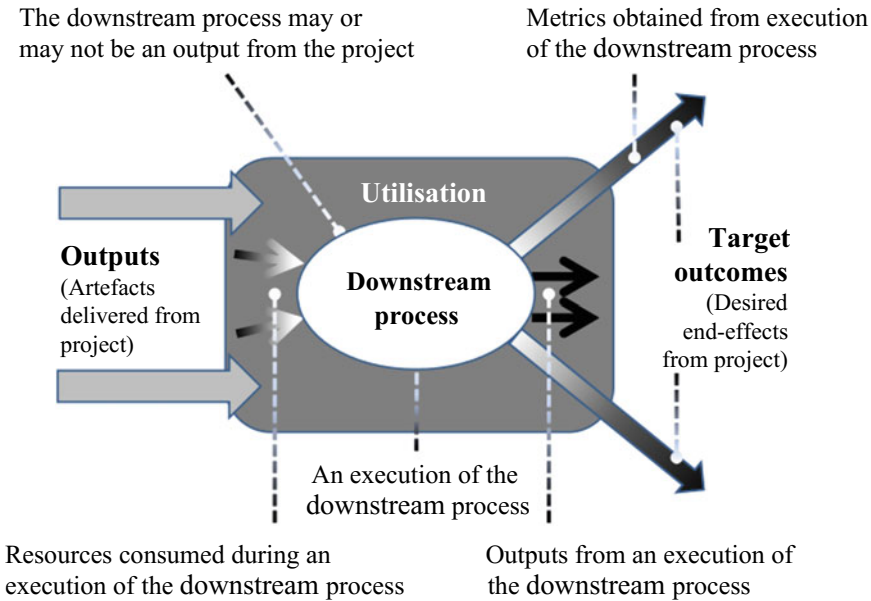 The downstream process may or
may not be an output from the project
Metrics obtained from execution
of the downstream process
Utilisation
Outputs
(Artefacts
delivered from
project)
Downstream
process
Target
outcomes
(Desired
end-effects
from project)
An execution of the
downstream process
Resources consumed during an
execution of the downstream process
Outputs from an execution of
the downstream process